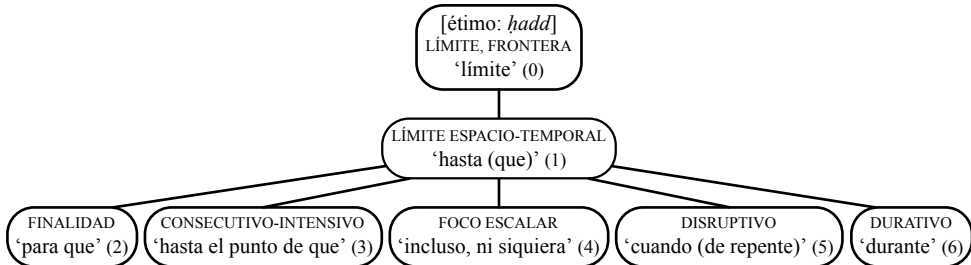 [étimo: ḥadd]
LÍMITE, FRONTERA
‘límite’ (0)
LÍMITE ESPACIO-TEMPORAL
‘hasta (que)’ (1)
FINALIDAD
‘para que’ (2)
CONSECUTIVO-INTENSIVO
‘hasta el punto de que’ (3)
FOCO ESCALAR
‘incluso, ni siquiera’ (4)
DISRUPTIVO
‘cuando (de repente)’ (5)
DURATIVO
‘durante’ (6)